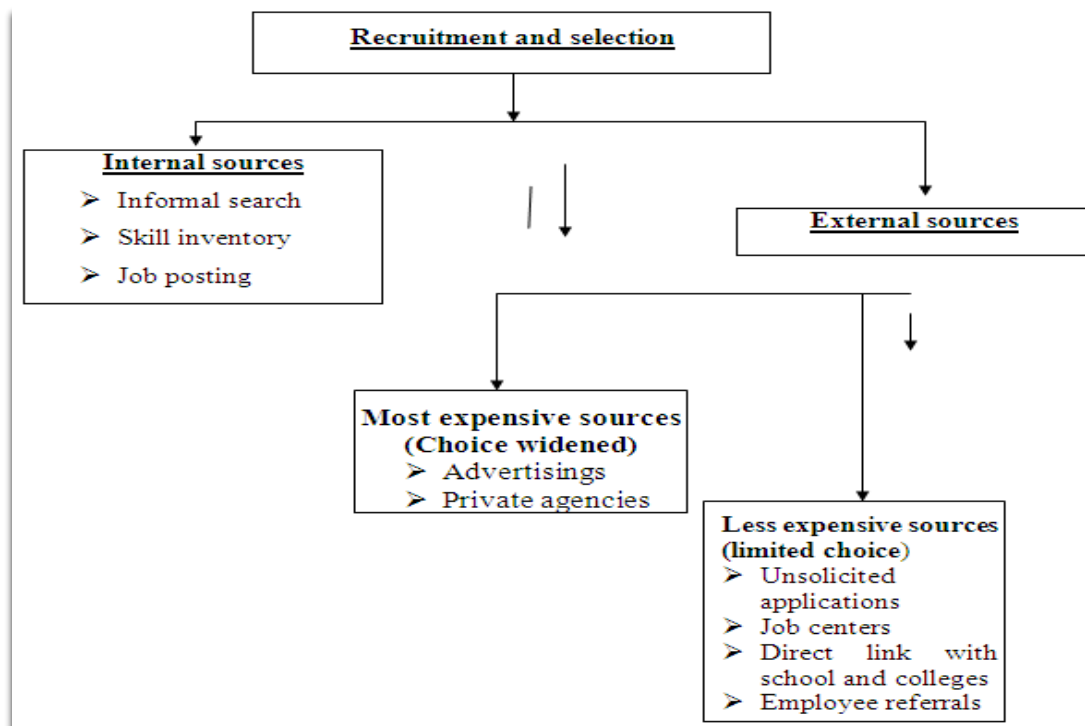 Recruitment and selection
Internal sources
➢ Informal search
➢ Skill inventory
➢ Job posting
External sources
Most expensive sources
(Choice widened)
➢ Advertisings
➢ Private agencies
Less expensive sources
(limited choice)
➢ Unsolicited
applications
➢ Job centers
➢ Direct link with
school and colleges
➢ Employee referrals